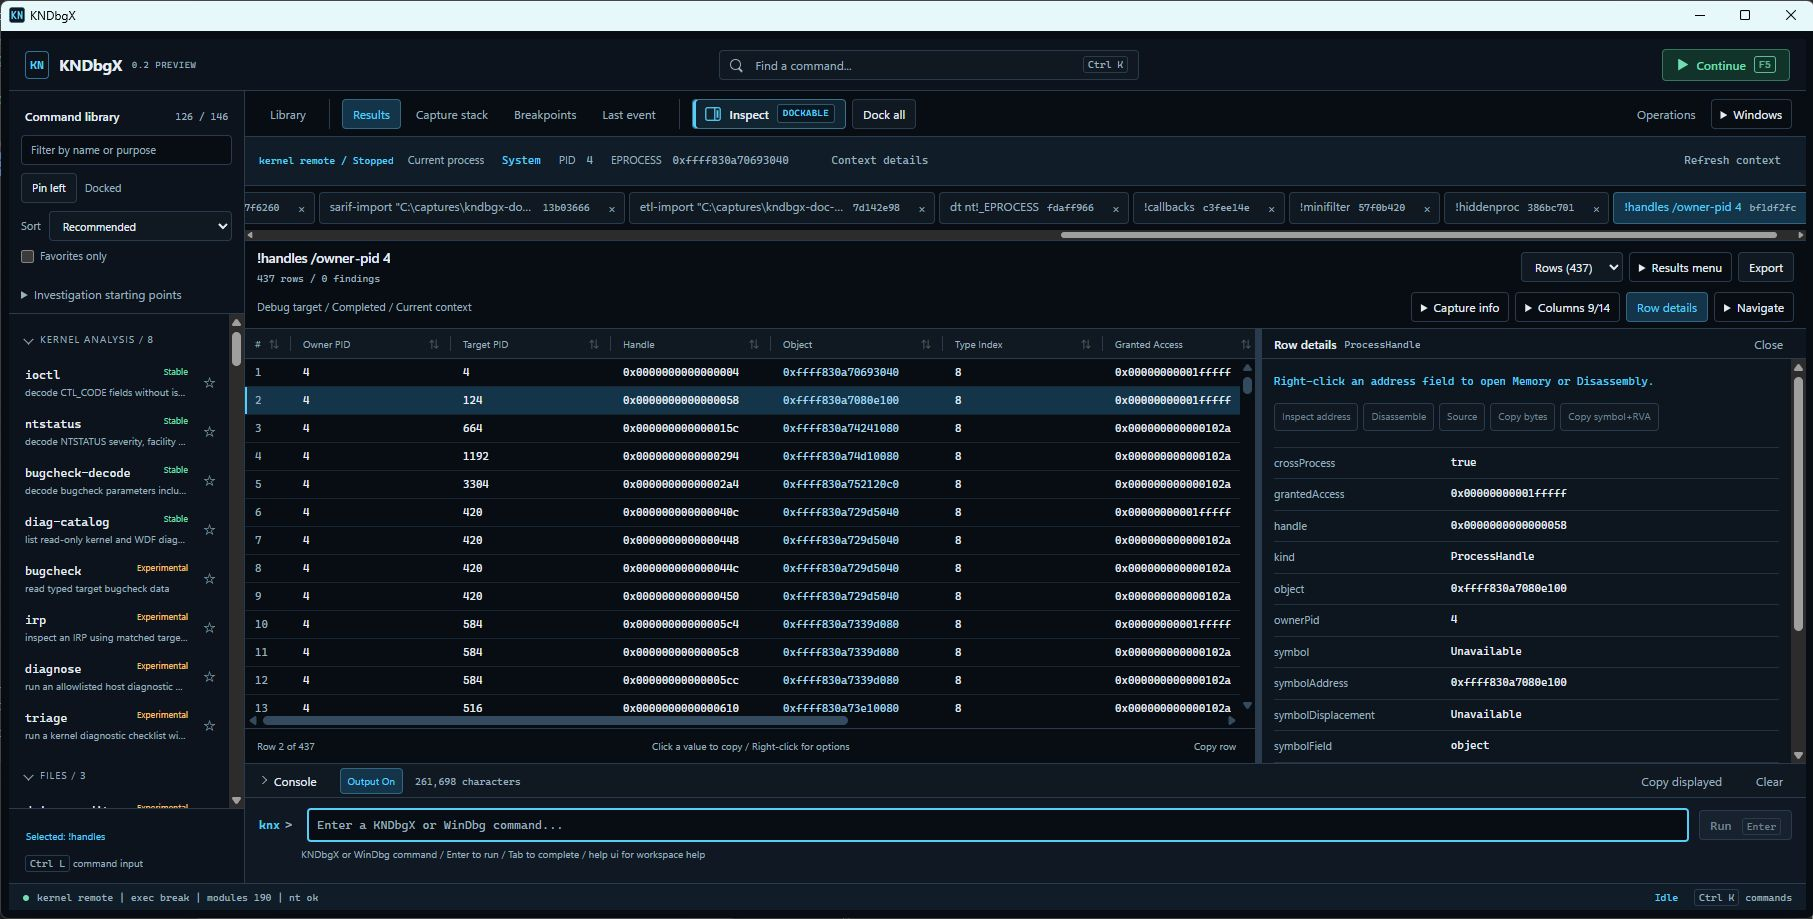 KN KNDbgX
KN KNDbgX 0.2 PREVIEW
Find a command... Ctrl K
Continue F5
Command library 126 / 146
Filter by name or purpose
Pin left Docked
Sort Recommended
Favorites only
Investigation starting points
KERNEL ANALYSIS / 8
ioctl Stable
decode CTL_CODE fields without is...
ntstatus Stable
decode NTSTATUS severity, facility ...
bugcheck-decode Stable
decode bugcheck parameters inclu...
diag-catalog Stable
list read-only kernel and WDF diag...
bugcheck Experimental
read typed target bugcheck data
irp Experimental
inspect an IRP using matched targe...
diagnose Experimental
run an allowlisted host diagnostic ...
triage Experimental
run a kernel diagnostic checklist wi...
FILES / 3
Experimental
Selected: !handles
Ctrl L command input
Library Results Capture stack Breakpoints Last event Inspect DOCKABLE Dock all Operations Windows
kernel remote / Stopped Current process System PID 4 EPROCESS 0xffff830a70693040 Context details Refresh context
7f6260 × sarif-import "C:\captures\kndbgx-do... 13b03666 × etl-import "C:\captures\kndbgx-doc-... 7d142e98 × dt nt!_EPROCESS fdaff966 × !callbacks c3fee14e × !minifilter 57f0b420 × !hiddenproc 386bc701 × !handles /owner-pid 4 bf1df2fc
!handles /owner-pid 4
437 rows / 0 findings
Rows (437) Results menu Export
Debug target / Completed / Current context
Capture info Columns 9/14 Row details Navigate
# Owner PID Target PID Handle Object Type Index Granted Access
1 4 4 0x0000000000000004 0xffff830a70693040 8 0x00000000001fffff
2 4 124 0x0000000000000058 0xffff830a7080e100 8 0x00000000001fffff
3 4 664 0x000000000000015c 0xffff830a74241080 8 0x000000000000102a
4 4 1192 0x0000000000000294 0xffff830a74d10080 8 0x000000000000102a
5 4 3304 0x00000000000002a4 0xffff830a752120c0 8 0x000000000000102a
6 4 420 0x000000000000040c 0xffff830a729d5040 8 0x00000000001fffff
7 4 420 0x0000000000000448 0xffff830a729d5040 8 0x000000000000102a
8 4 420 0x000000000000044c 0xffff830a729d5040 8 0x000000000000102a
9 4 420 0x0000000000000450 0xffff830a729d5040 8 0x000000000000102a
10 4 584 0x00000000000005c4 0xffff830a7339d080 8 0x00000000001fffff
11 4 584 0x00000000000005c8 0xffff830a7339d080 8 0x000000000000102a
12 4 584 0x00000000000005cc 0xffff830a7339d080 8 0x000000000000102a
13 4 516 0x0000000000000610 0xffff830a73e10080 8 0x000000000000102a
Row 2 of 437 Click a value to copy / Right-click for options Copy row
Row details ProcessHandle Close
Right-click an address field to open Memory or Disassembly.
Inspect address Disassemble Source Copy bytes Copy symbol+RVA
crossProcess true
grantedAccess 0x00000000001fffff
handle 0x0000000000000058
kind ProcessHandle
object 0xffff830a7080e100
ownerPid 4
symbol Unavailable
symbolAddress 0xffff830a7080e100
symbolDisplacement Unavailable
symbolField object
Console Output On 261,698 characters Copy displayed Clear
knx > Enter a KNDbgX or WinDbg command... Run Enter
KNDbgX or WinDbg command / Enter to run / Tab to complete / help ui for workspace help
kernel remote | exec break | modules 190 | nt ok Idle Ctrl K commands